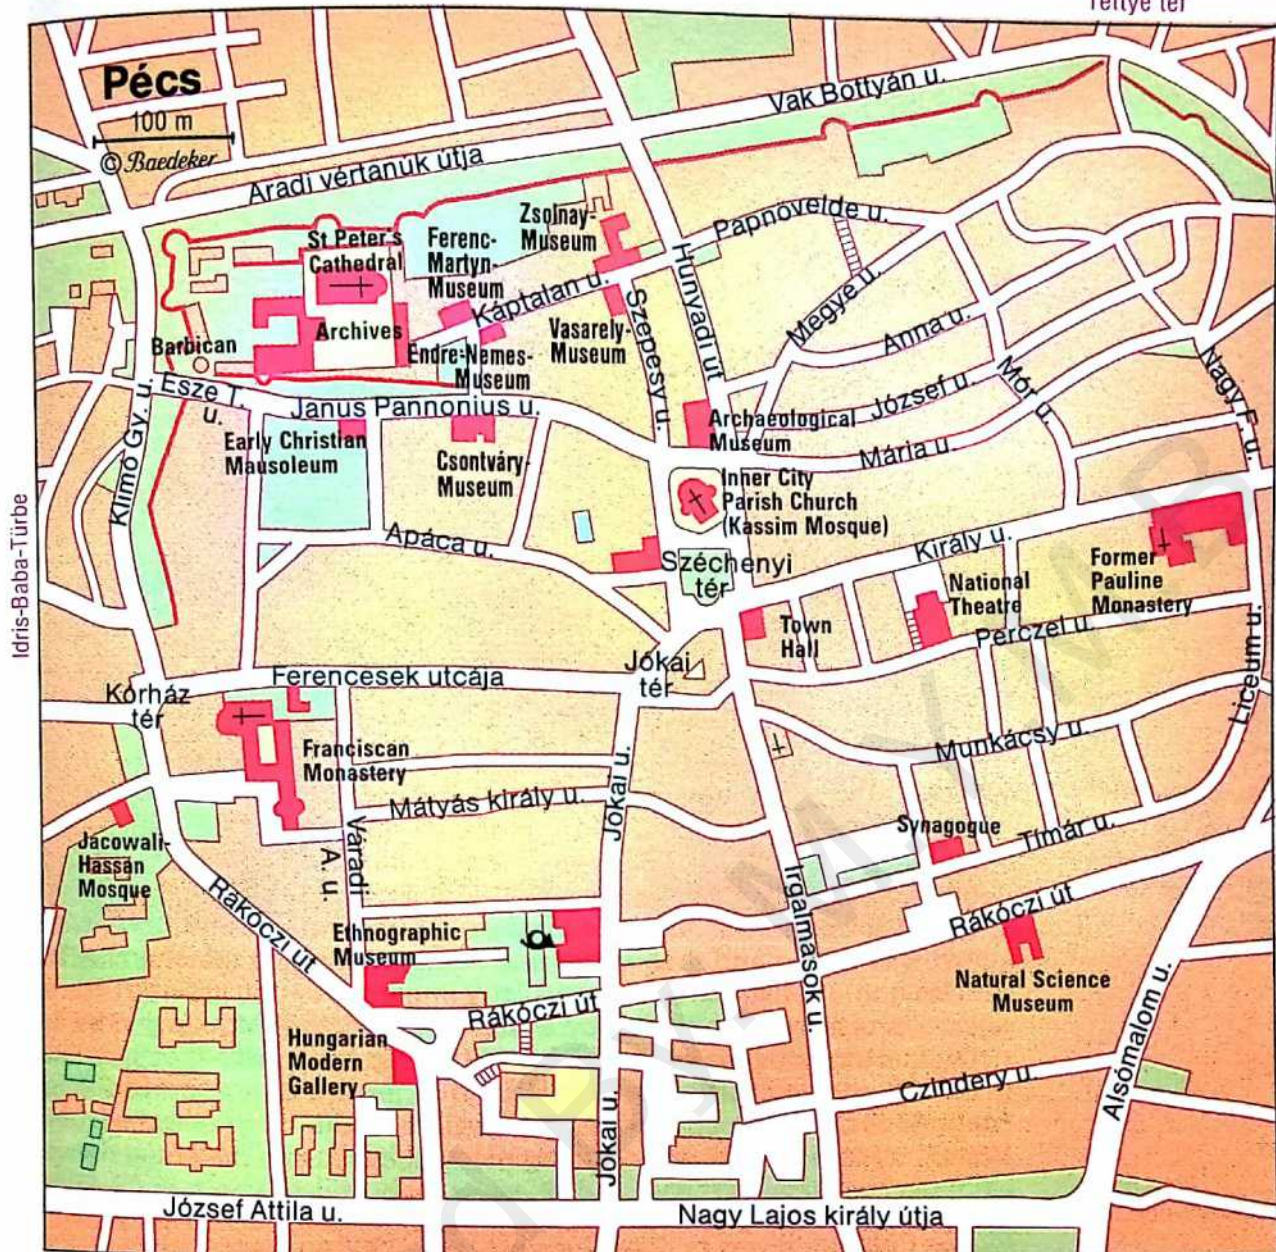 Tettye tér
Pécs
100 m
© Baedeker
Vak Bottyán u.
Aradi vértanúk útja
Zsolnay-
Museum
Papnövelde u.
St Peter's
Cathedral
Ferenc-
Martyn-
Museum
Káptalan u.
Hunyadi út
Szepesy u.
Megye u.
Anna u.
Barbican
Archives
Endre-Nemes-
Museum
Vasarely-
Museum
József u.
Mór u.
Nagy F. u.
Esze T.
u.
Janus Pannonius u.
Klimó Gy. u.
Early Christian
Mausoleum
Csontváry-
Museum
Archaeological
Museum
Mária u.
Inner City
Parish Church
(Kassim Mosque)
Idris-Baba-Türbe
Apáca u.
Széchenyi
tér
Király u.
National
Theatre
Former
Pauline
Monastery
Town
Hall
Perczel u.
Kórház
tér
Ferencesek utcája
Jókai
tér
Liceum u.
Franciscan
Monastery
Munkácsy u.
Mátyás király u.
Jókai u.
Synagogue
Tímár u.
Jacowali-
Hassan
Mosque
Váradi
A. u.
Rákóczi út
Irgalmasok u.
Ethnographic
Museum
Rákóczi út
Rákóczi út
Natural Science
Museum
Hungarian
Modern
Gallery
Czindery u.
Alsómalom u.
Jókai u.
József Attila u.
Nagy Lajos király útja